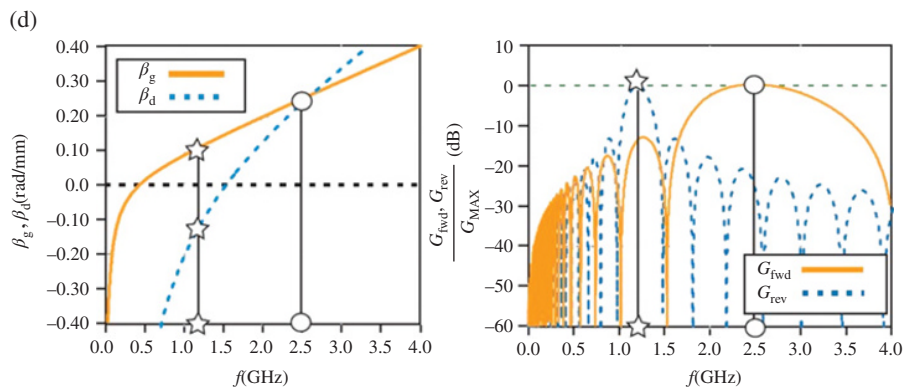 (d)
0.40
0.30
0.20
0.10
0.0
-0.10
-0.20
-0.30
-0.40
βg, βd(rad/mm)
βg
βd
0.0 0.5 1.0 1.5 2.0 2.5 3.0 3.5 4.0
f(GHz)
10
0
-10
-20
-30
-40
-50
-60
Gfwd, Grev
GMAX
(dB)
Gfwd
Grev
0.0 0.5 1.0 1.5 2.0 2.5 3.0 3.5 4.0
f(GHz)